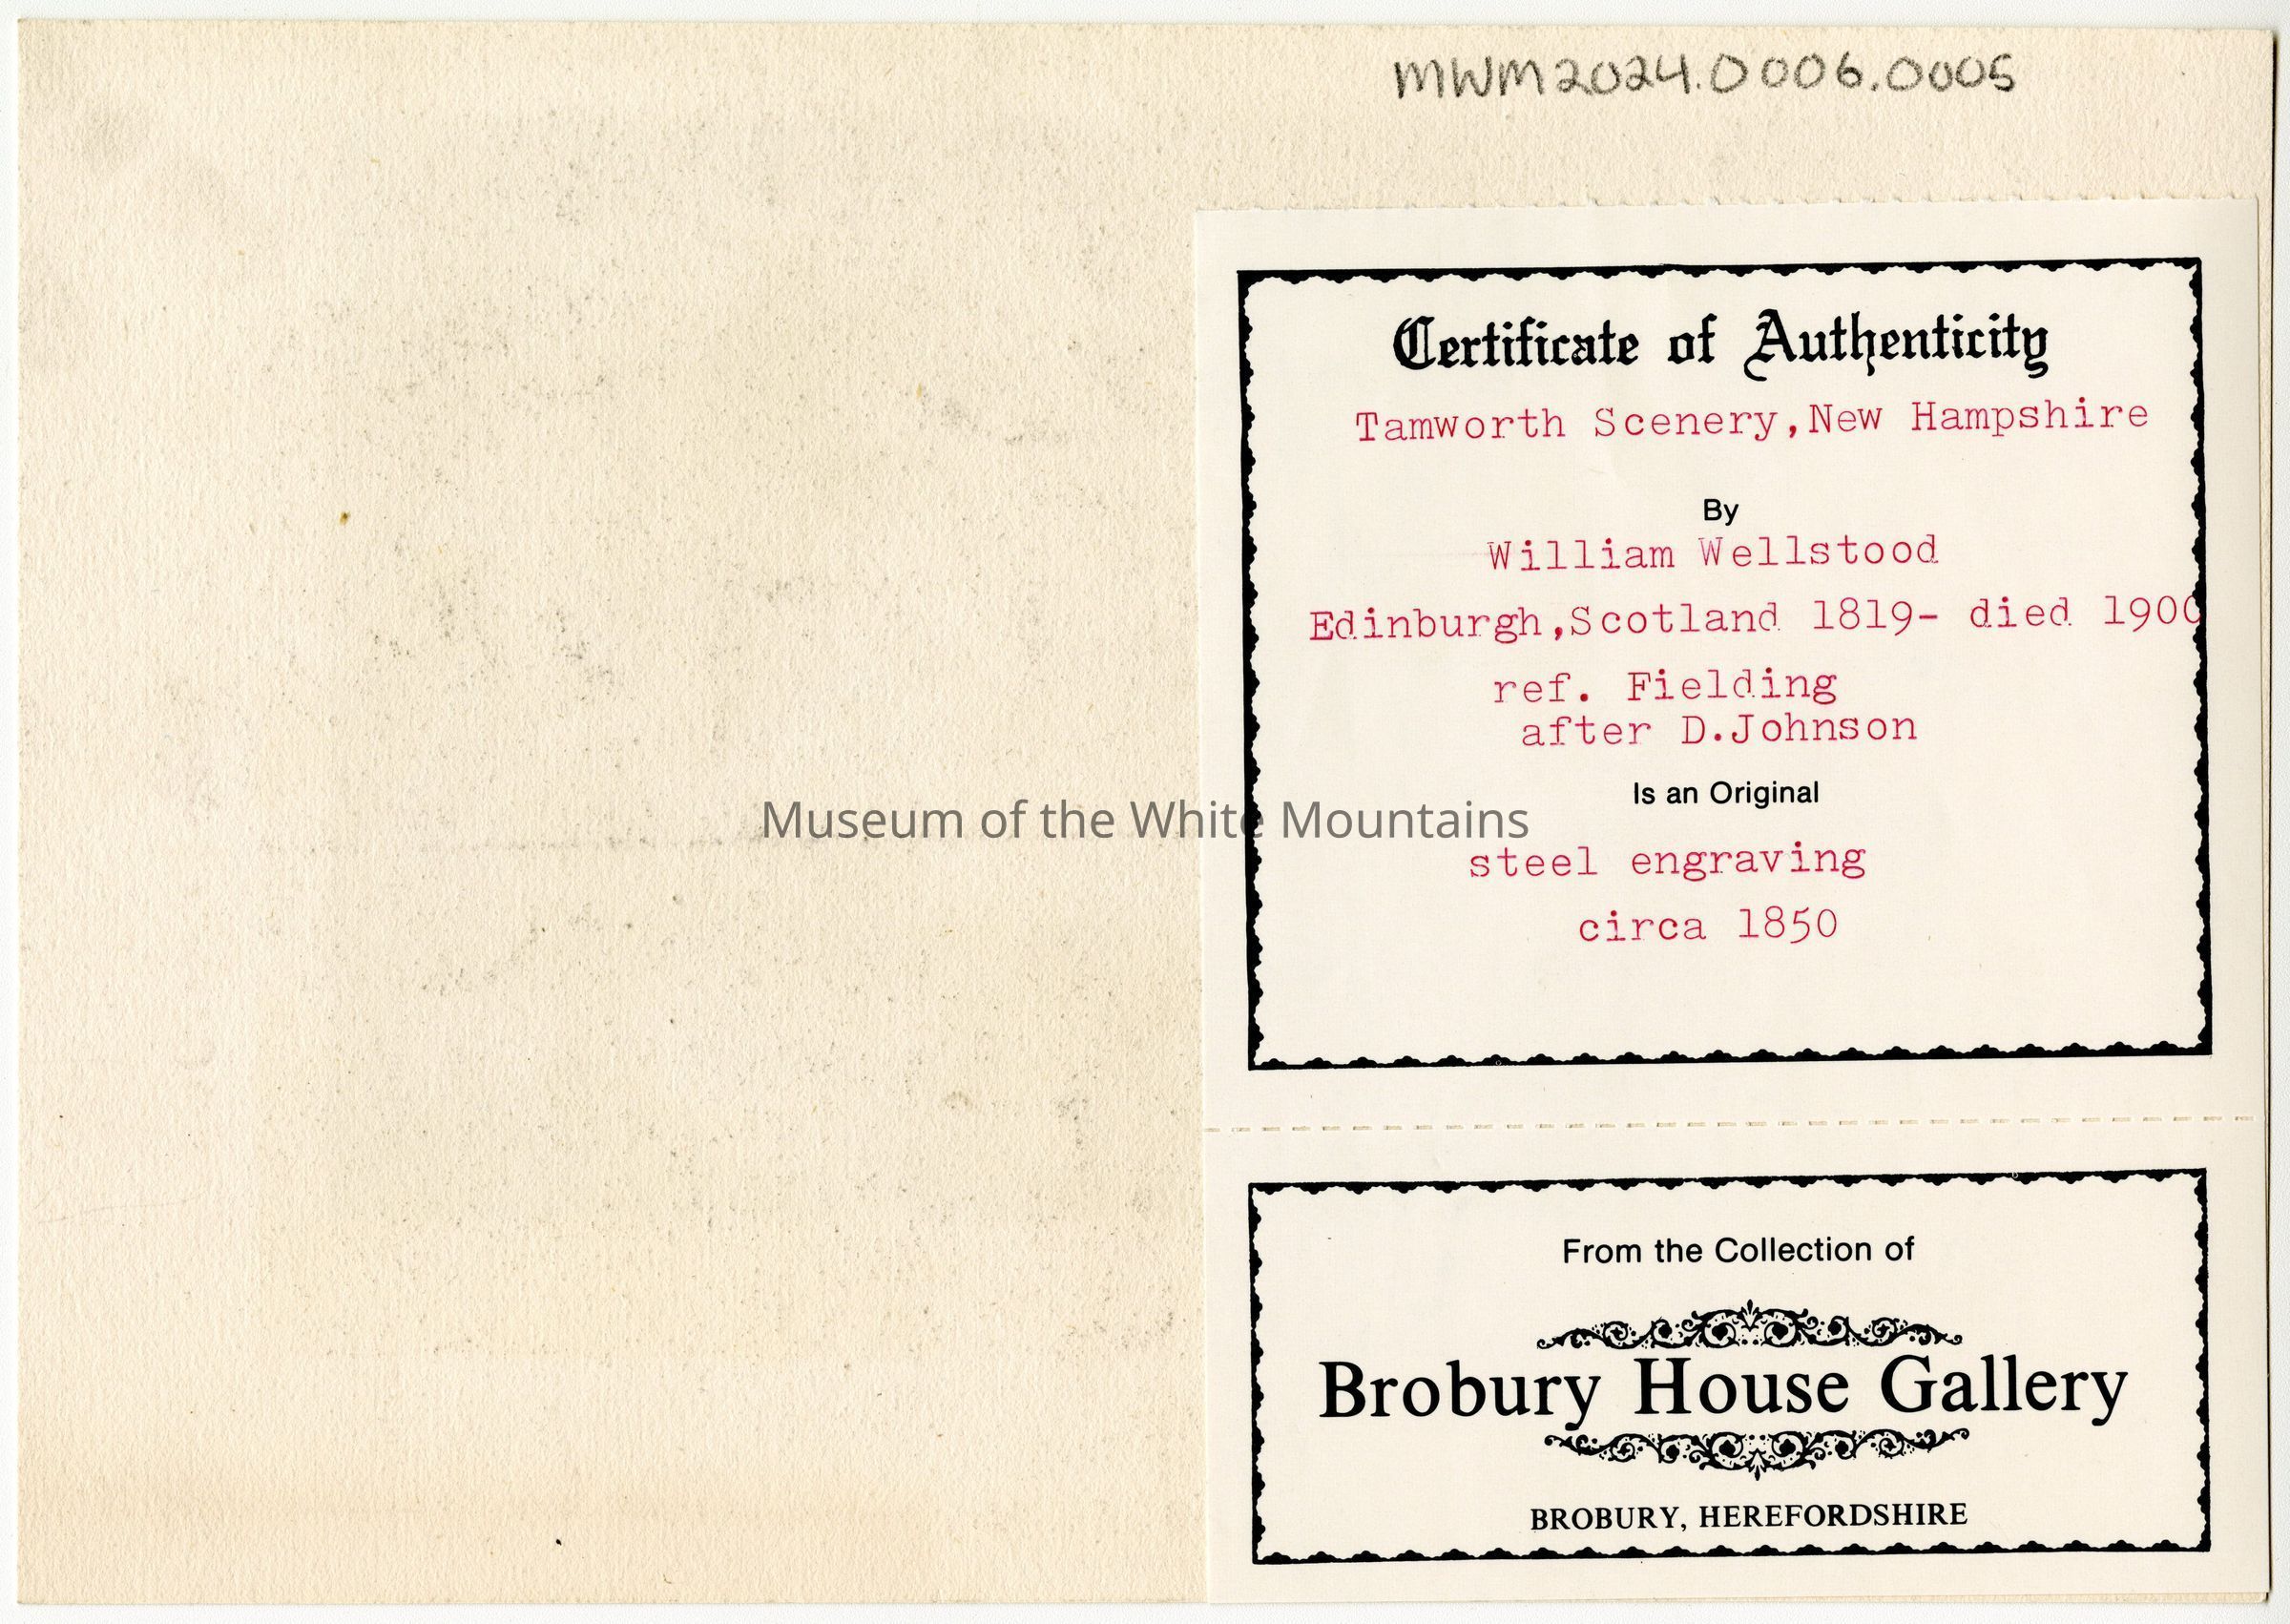 MWM2024.0006.0005
Certificate of Authenticity
Tamworth Scenery,New Hampshire
By
William Wellstood
Edinburgh,Scotland 1819- died 1900
ref. Fielding
after D.Johnson
Is an Original
Museum of the White Mountains
steel engraving
circa 1850
From the Collection of
Brobury House Gallery
BROBURY, HEREFORDSHIRE